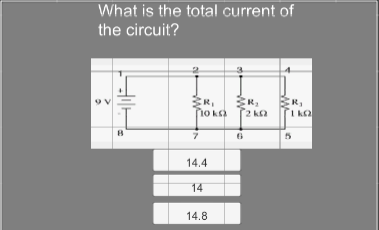 What is the total current of
the circuit?
1 2 3 4
+
9 V R₁ R₂ R₃
- 10 kΩ 2 kΩ 1 kΩ
8 7 6 5
14.4
14
14.8